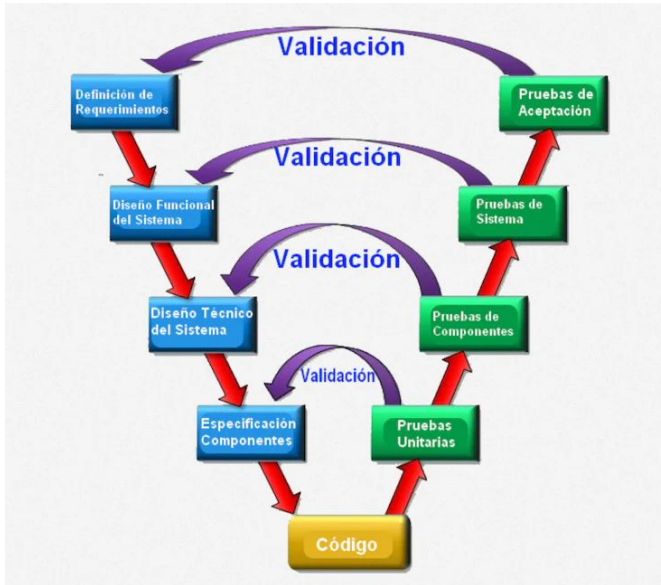 Validación
Definición de
Requerimientos
Pruebas de
Aceptación
Validación
Diseño Funcional
del Sistema
Pruebas de
Sistema
Validación
Diseño Técnico
del Sistema
Pruebas de
Componentes
Validación
Especificación
Componentes
Pruebas
Unitarias
Código